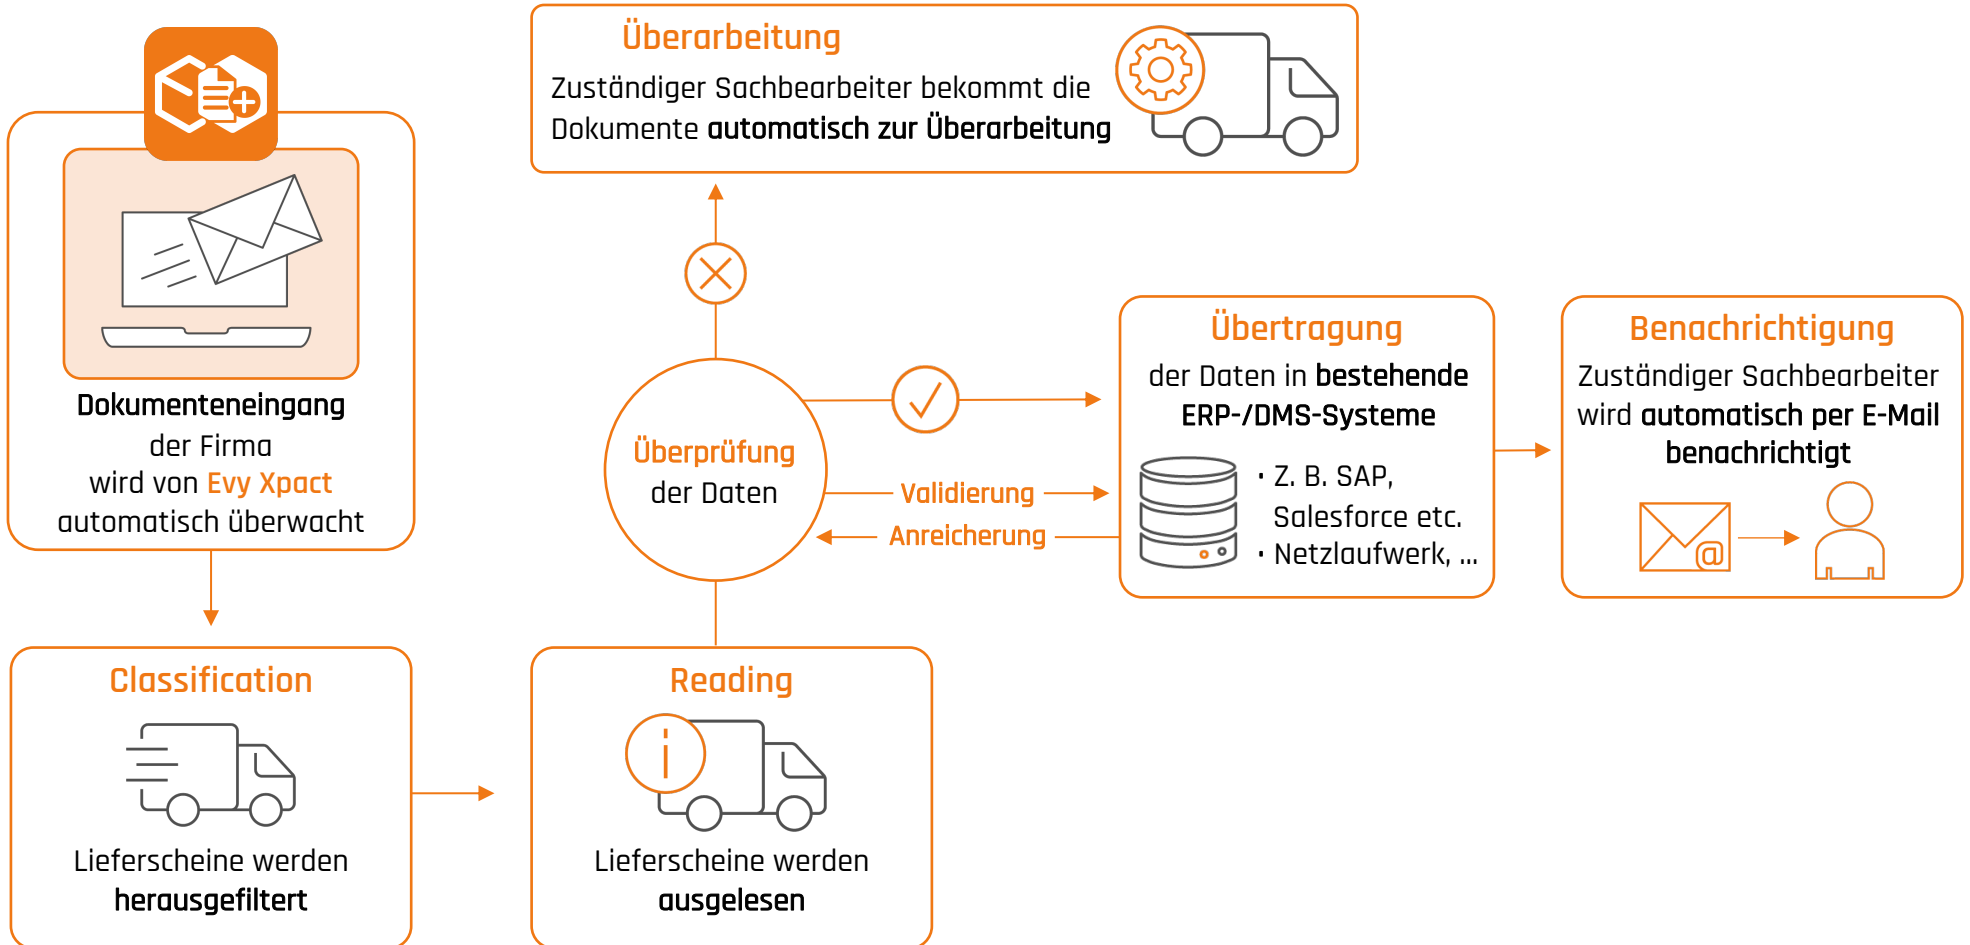 Dokumenteneingang
der Firma
wird von Evy Xpact
automatisch überwacht
Classification
Lieferscheine werden
herausgefiltert
Reading
Lieferscheine werden
ausgelesen
Überprüfung
der Daten
Überarbeitung
Zuständiger Sachbearbeiter bekommt die
Dokumente automatisch zur Überarbeitung
Validierung
Anreicherung
Übertragung
der Daten in bestehende
ERP-/DMS-Systeme
· Z. B. SAP,
Salesforce etc.
· Netzlaufwerk, ...
Benachrichtigung
Zuständiger Sachbearbeiter
wird automatisch per E-Mail
benachrichtigt
@